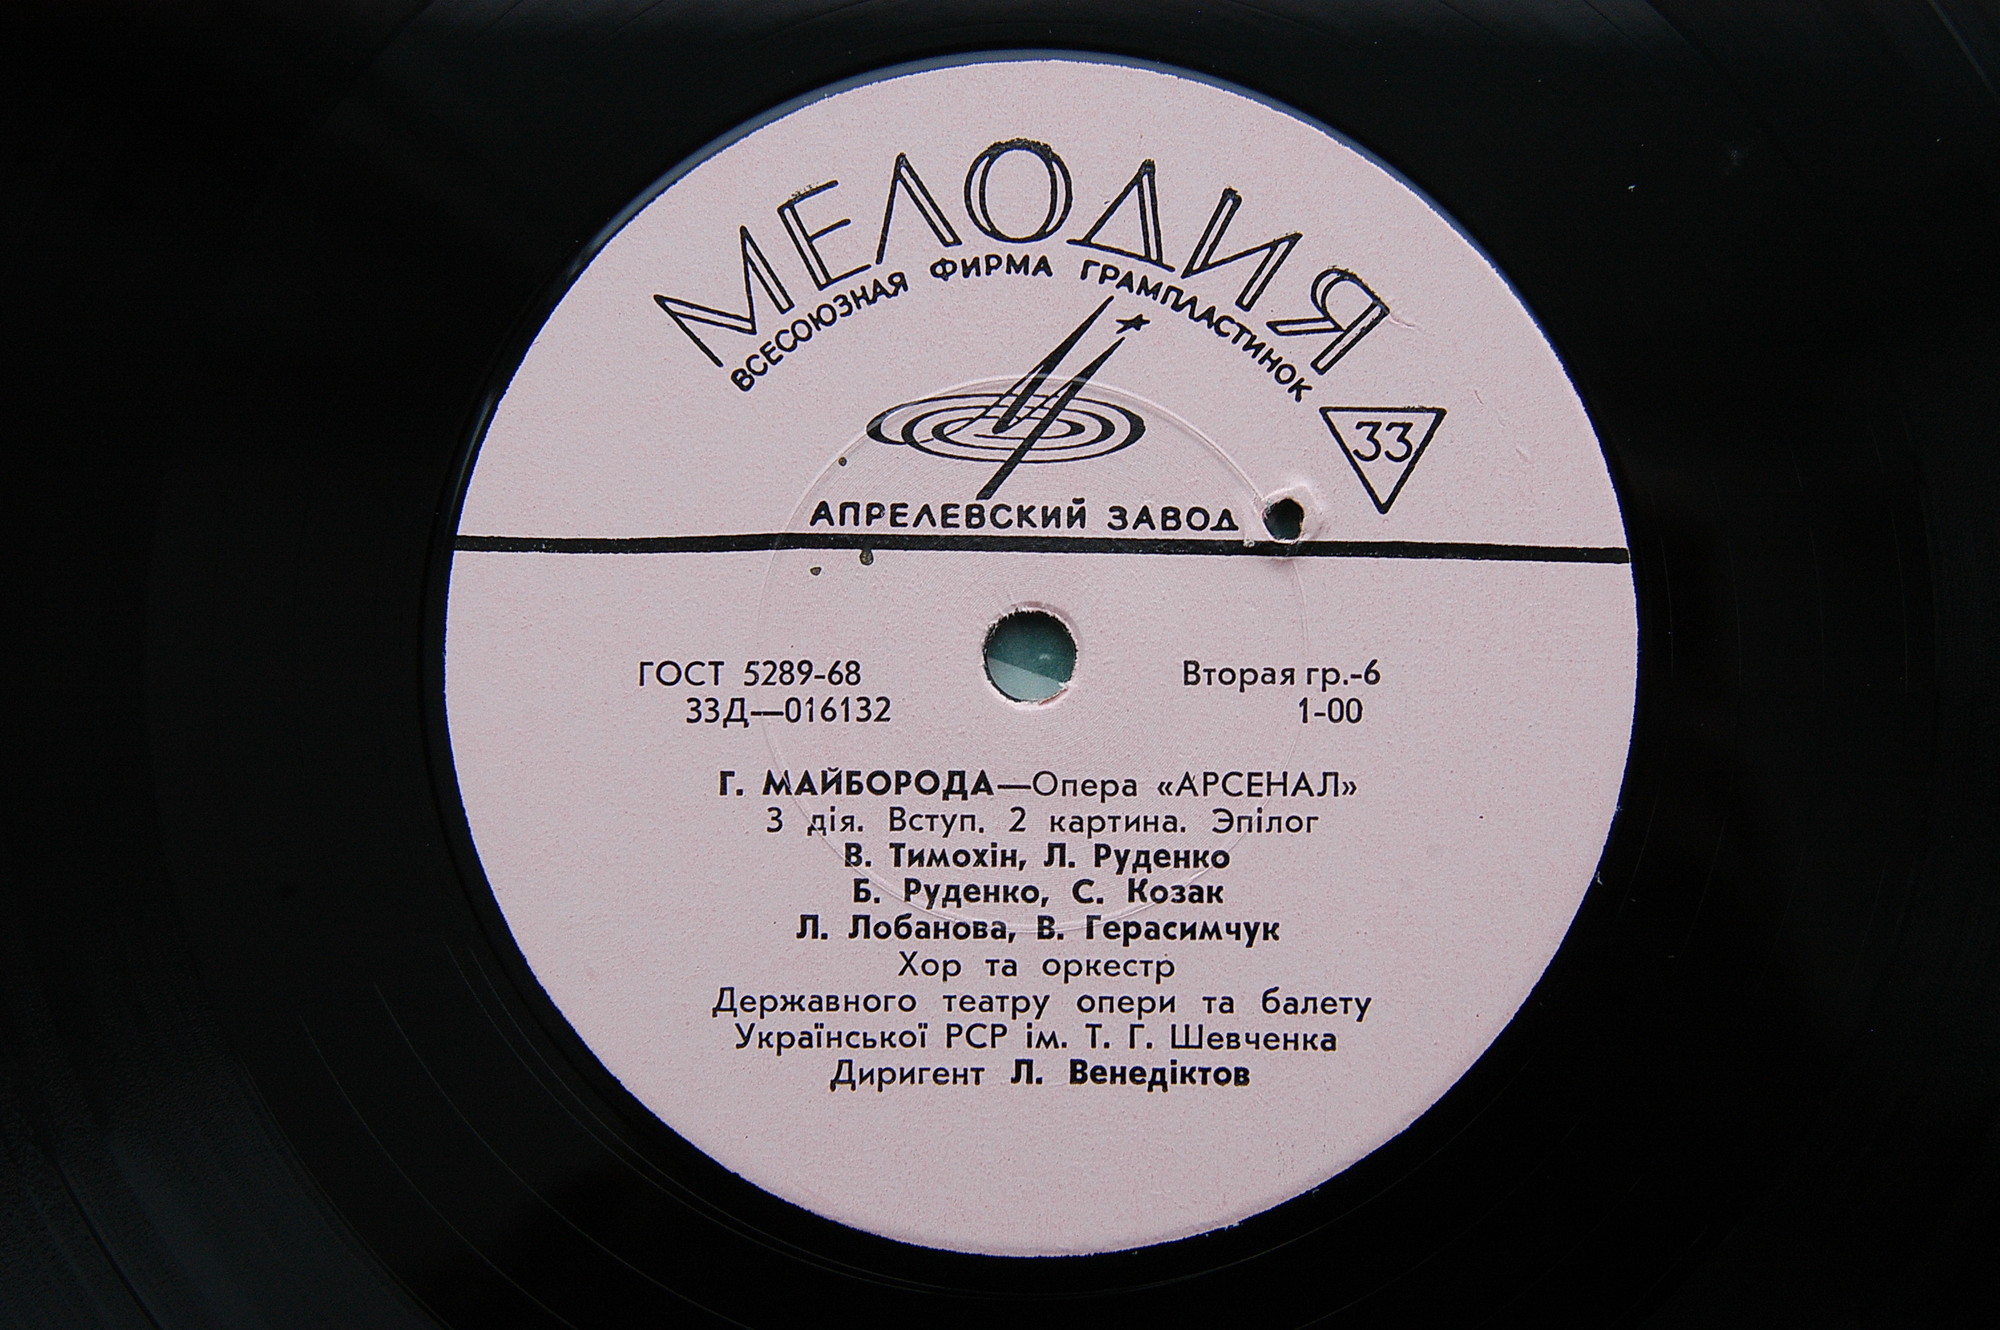 МЕЛОДИЯ
ВСЕСОЮЗНАЯ ФИРМА ГРАМПЛАСТИНОК
33
АПРЕЛЕВСКИЙ ЗАВОД
ГОСТ 5289-68
Вторая гр.-6
33Д—016132
1-00
Г. МАЙБОРОДА—Опера «АРСЕНАЛ»
3 дія. Вступ. 2 картина. Эпілог
В. Тимохін, Л. Руденко
Б. Руденко, С. Козак
Л. Лобанова, В. Герасимчук
Хор та оркестр
Державного театру опери та балету
Української РСР ім. Т. Г. Шевченка
Диригент Л. Венедіктов